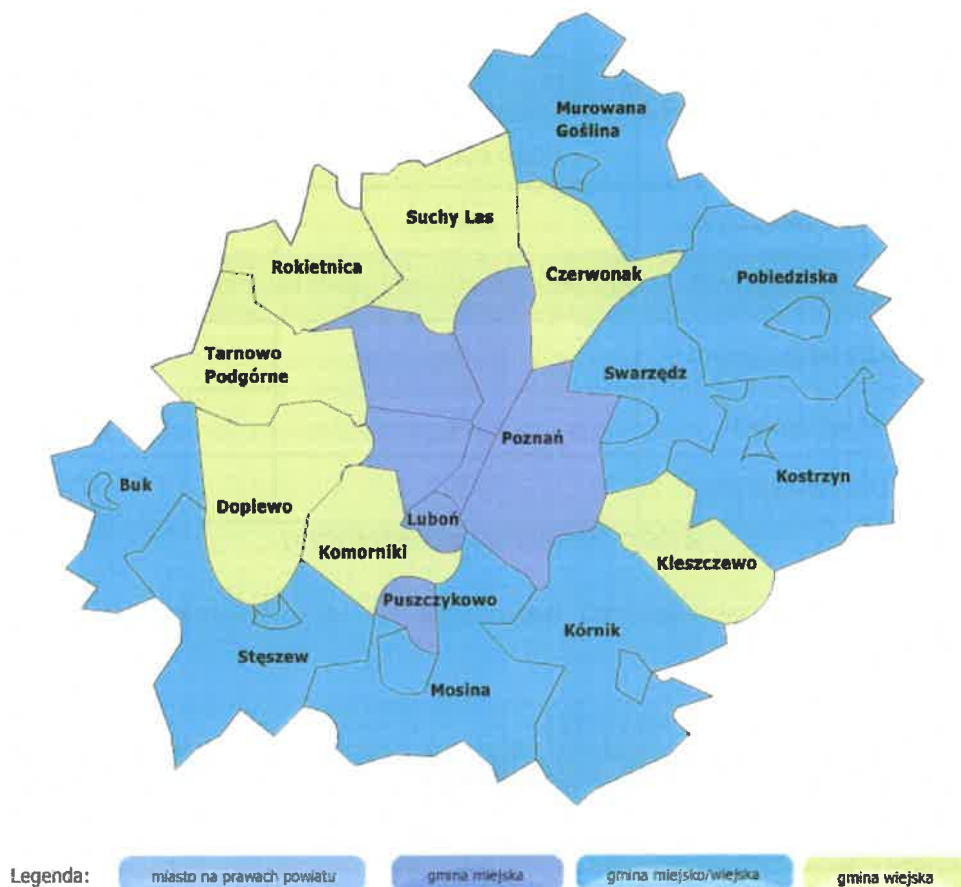 Murowana
Goślina
Suchy Las
Rokietnica
Czerwonak
Pobiedziska
Tarnowo
Podgórne
Swarzędz
Poznań
Buk
Kostrzyn
Doplewo
Luboń
Komorniki
Kleszczewo
Puszczykowo
Kórnik
Stęszew
Mosina
Legenda:
miasto na prawach powiatu
gmina miejska
gmina miejsko/wiejska
gmina wiejska